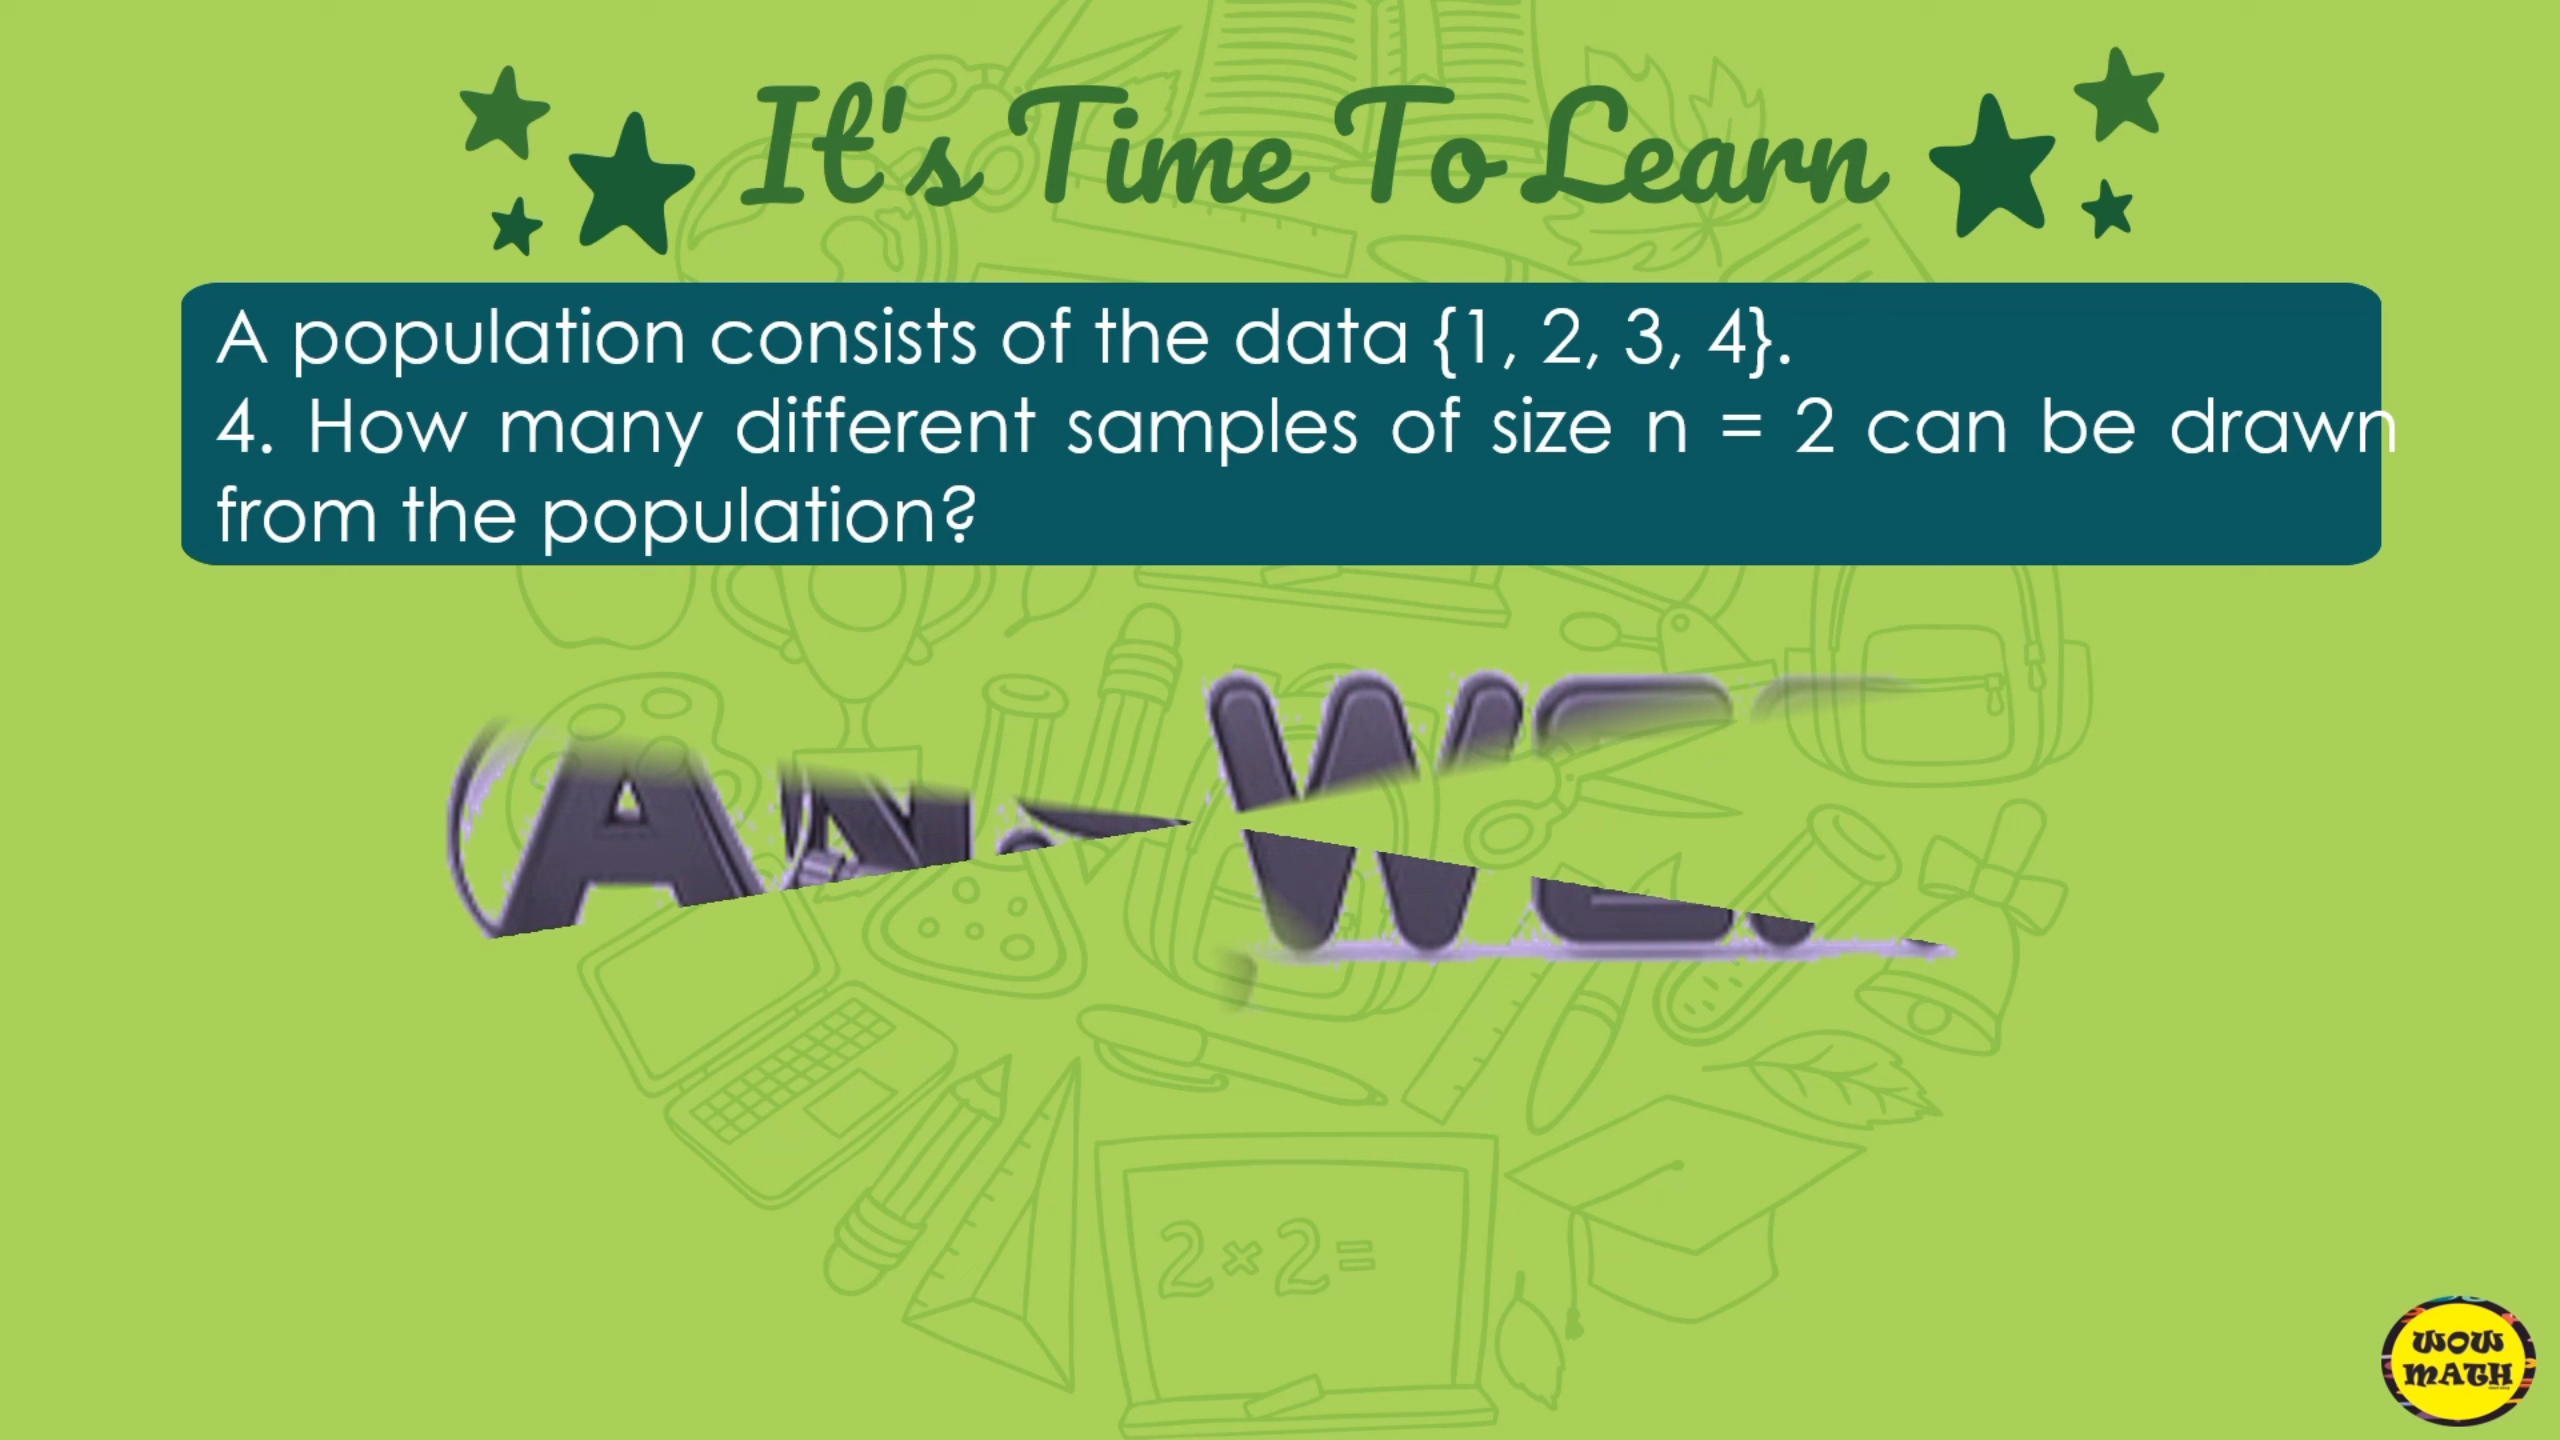 It's Time To Learn
A population consists of the data {1, 2, 3, 4}.
4. How many different samples of size n = 2 can be drawn
from the population?
2×2=
WOW
MATH